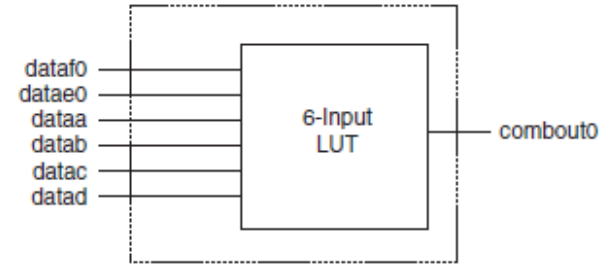 dataf0
datae0
dataa
datab
datac
datad
6-Input
LUT
combout0